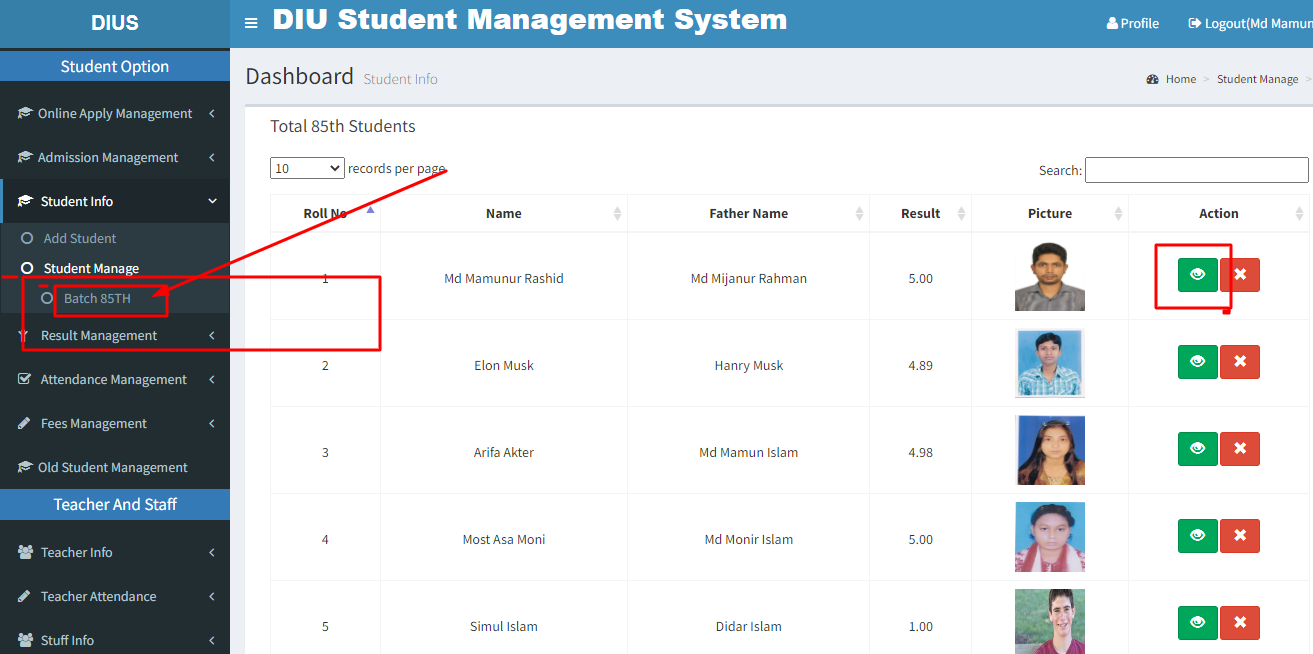 DIUS
DIU Student Management System
Profile
Logout(Md Mamun
Student Option
Online Apply Management
Admission Management
Student Info
Add Student
Student Manage
Batch 85TH
Result Management
Attendance Management
Fees Management
Old Student Management
Teacher And Staff
Teacher Info
Teacher Attendance
Stuff Info
Dashboard Student Info
Home > Student Manage >
Total 85th Students
10 records per page
Search:
Roll No Name Father Name Result Picture Action
1 Md Mamunur Rashid Md Mijanur Rahman 5.00
2 Elon Musk Hanry Musk 4.89
3 Arifa Akter Md Mamun Islam 4.98
4 Most Asa Moni Md Monir Islam 5.00
5 Simul Islam Didar Islam 1.00